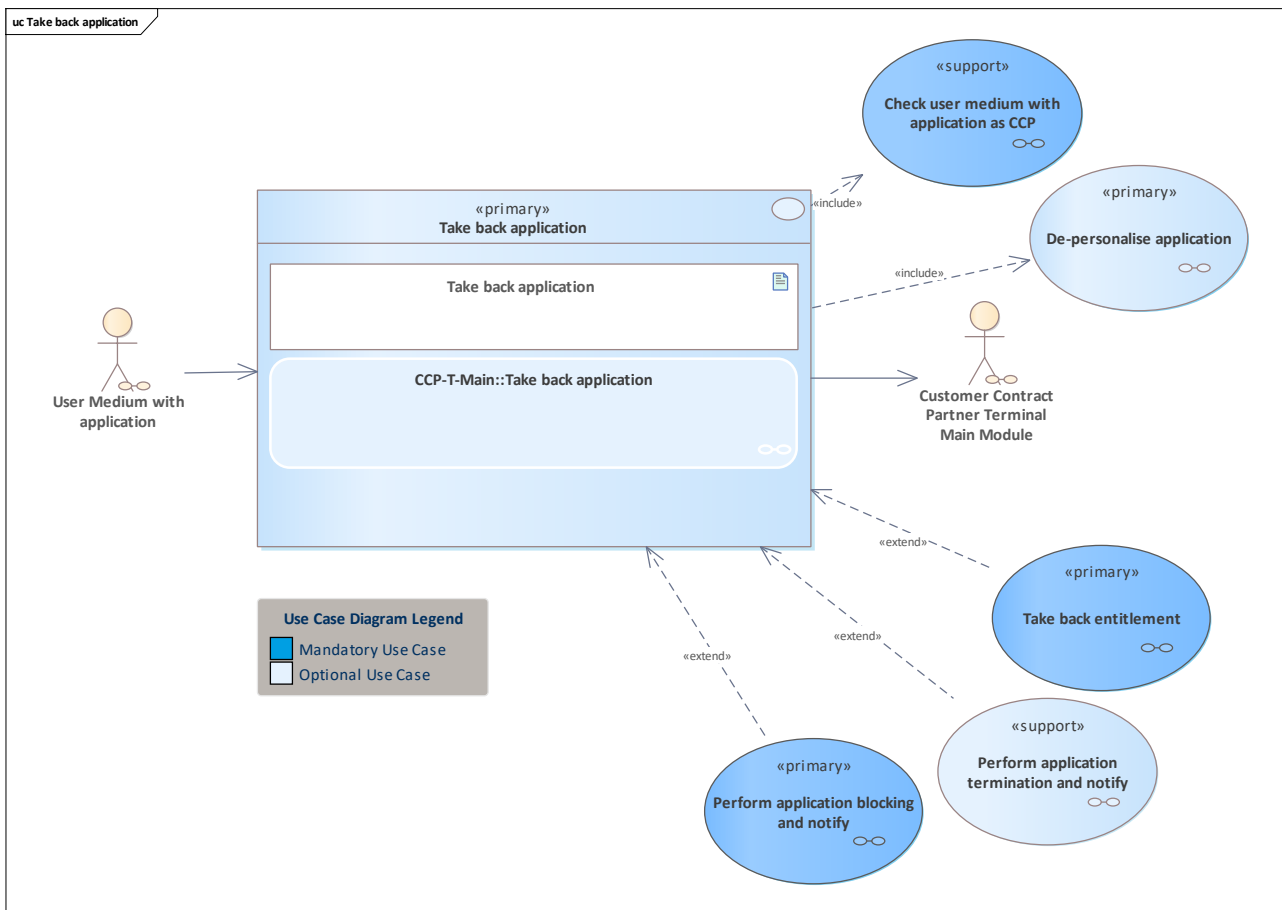 uc Take back application
«support»
Check user medium with
application as CCP
«primary»
De-personalise application
«include»
«include»
«primary»
Take back application
Take back application
CCP-T-Main::Take back application
User Medium with
application
Customer Contract
Partner Terminal
Main Module
«extend»
«primary»
Take back entitlement
«extend»
«support»
Perform application
termination and notify
«extend»
«primary»
Perform application blocking
and notify
Use Case Diagram Legend
Mandatory Use Case
Optional Use Case